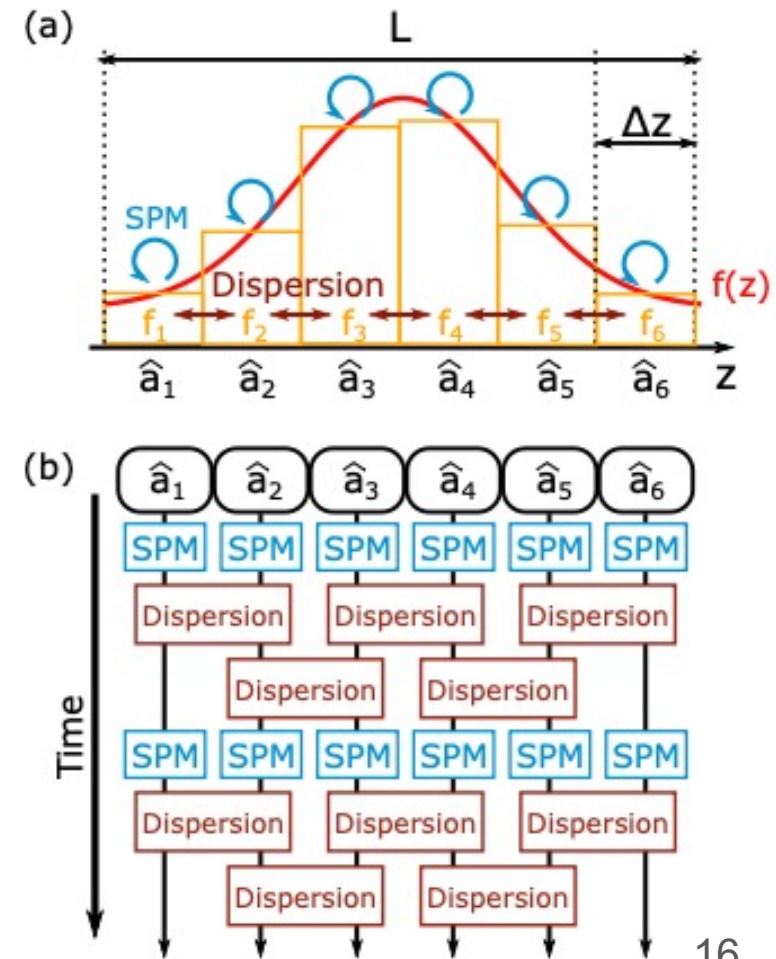 (a)
L
Δz
SPM
Dispersion
f(z)
f₁ f₂ f₃ f₄ f₅ f₆
â₁ â₂ â₃ â₄ â₅ â₆ z
(b)
â₁ â₂ â₃ â₄ â₅ â₆
SPM SPM SPM SPM SPM SPM
Dispersion Dispersion Dispersion
Dispersion Dispersion
Time
SPM SPM SPM SPM SPM SPM
Dispersion Dispersion Dispersion
Dispersion Dispersion
16